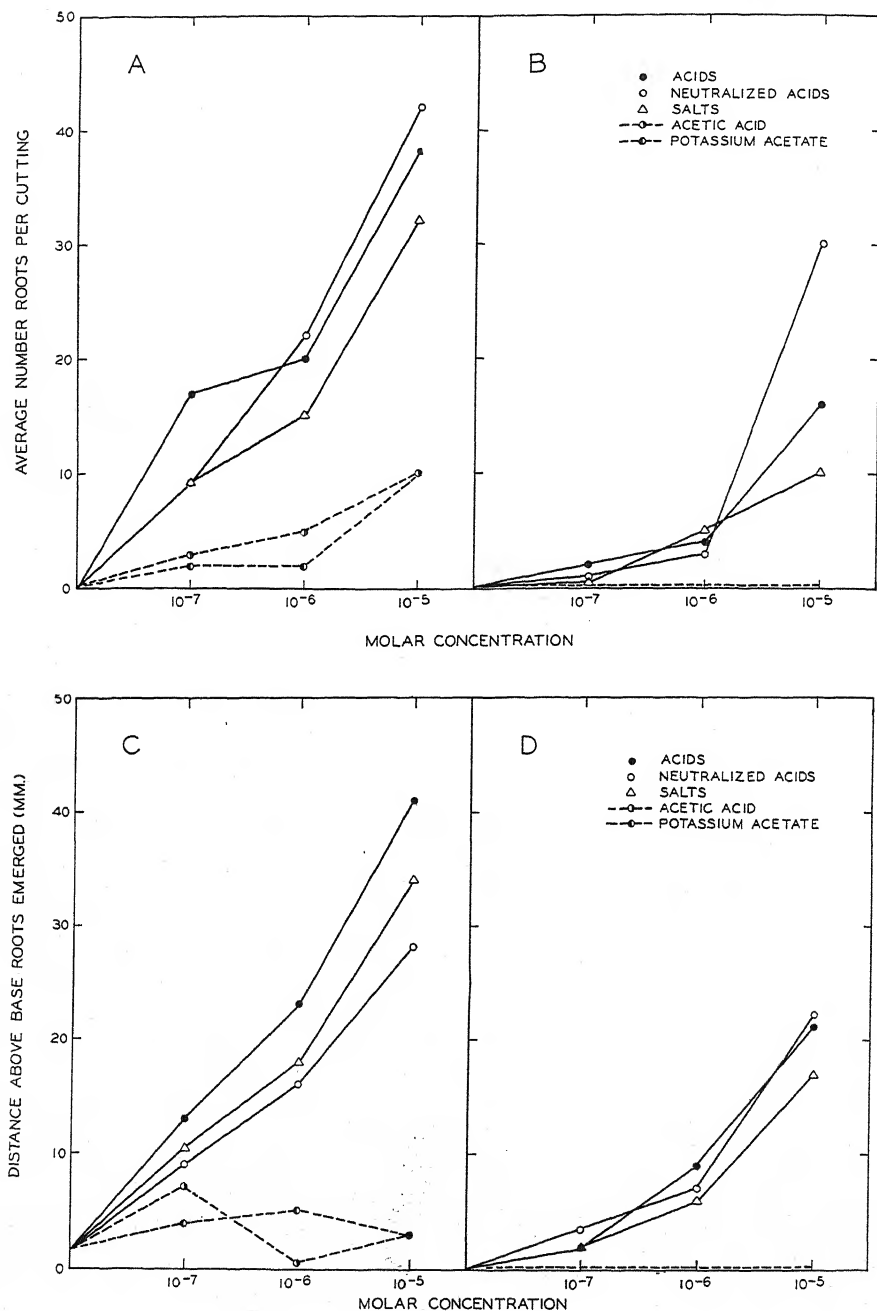 AVERAGE NUMBER ROOTS PER CUTTING
50
40
30
20
10
0
A
10-7
10-6
10-5
B
ACIDS
NEUTRALIZED ACIDS
SALTS
ACETIC ACID
POTASSIUM ACETATE
10-7
10-6
10-5
MOLAR CONCENTRATION
DISTANCE ABOVE BASE ROOTS EMERGED (MM.)
50
40
30
20
10
0
C
10-7
10-6
10-5
D
ACIDS
NEUTRALIZED ACIDS
SALTS
ACETIC ACID
POTASSIUM ACETATE
10-7
10-6
10-5
MOLAR CONCENTRATION